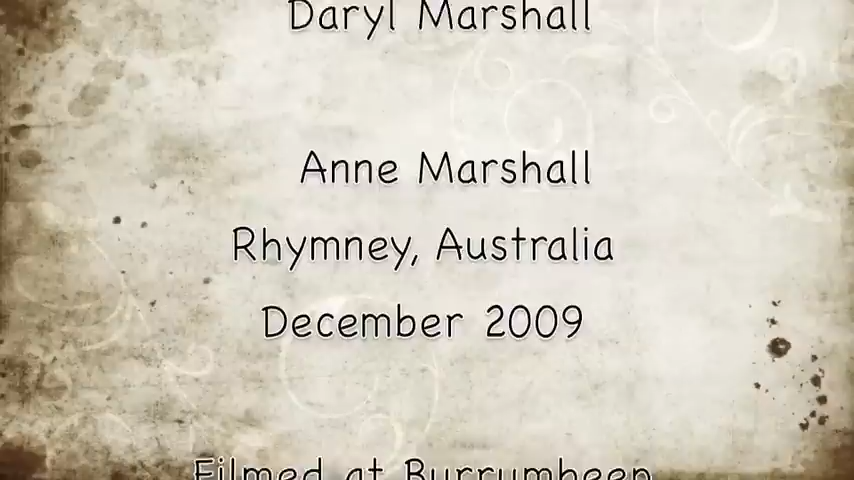 Daryl Marshall
Anne Marshall
Rhymney, Australia
December 2009
Filmed at Burrumbeep